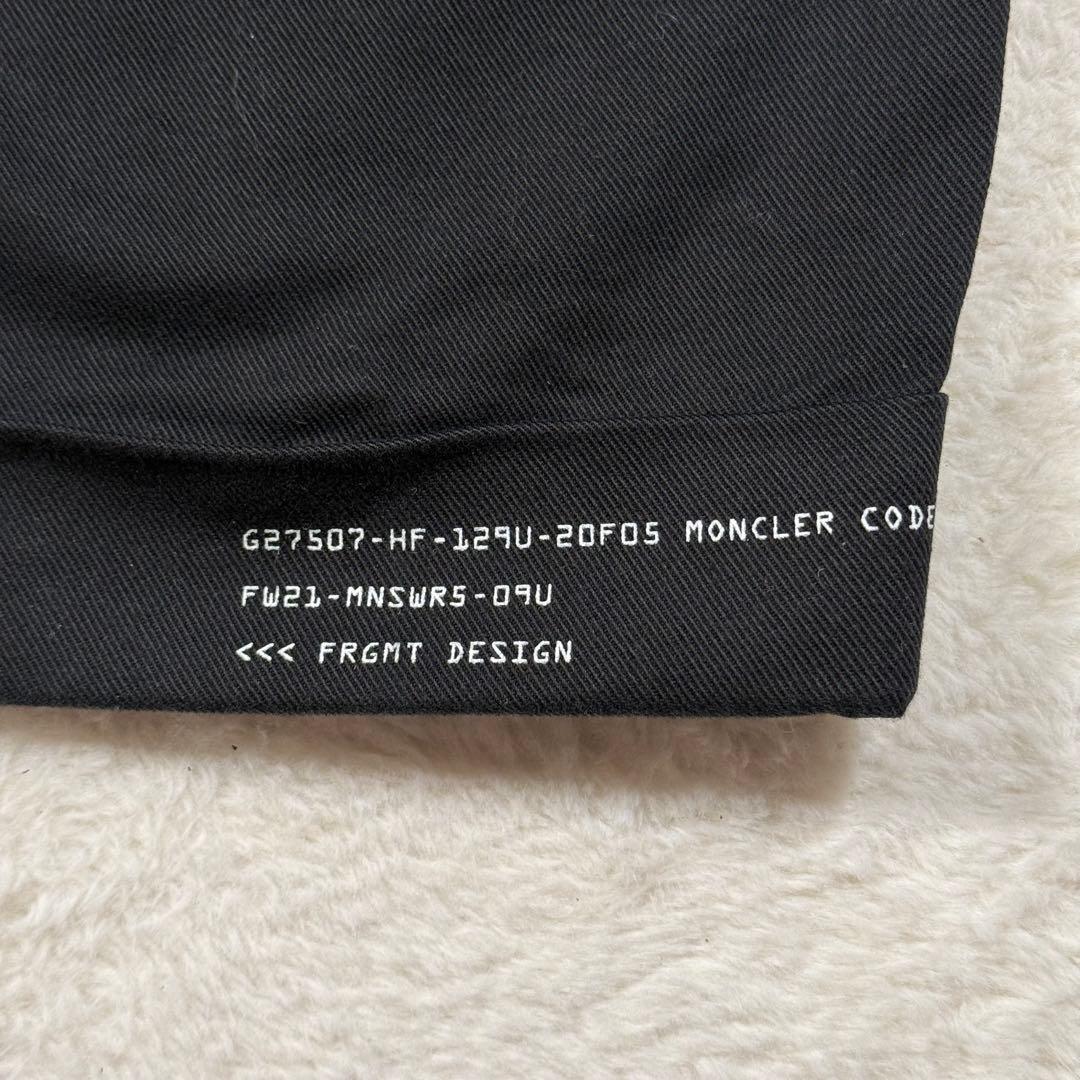 G27507-HF-129U-20F05 MONCLER CODE
FW21-MNSWR5-09U
<<< FRGMT DESIGN